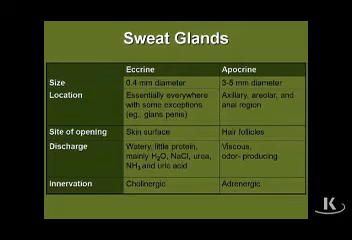 Sweat Glands
Eccrine Apocrine
Size 0.4 mm diameter 3-5 mm diameter
Location Essentially everywhere Axillary, areolar, and
with some exceptions anal region
(eg., glans penis)
Site of opening Skin surface Hair follicles
Discharge Watery, little protein, Viscous,
mainly H₂O, NaCl, urea, odor- producing
NH₃ and uric acid
Innervation Cholinergic Adrenergic
K